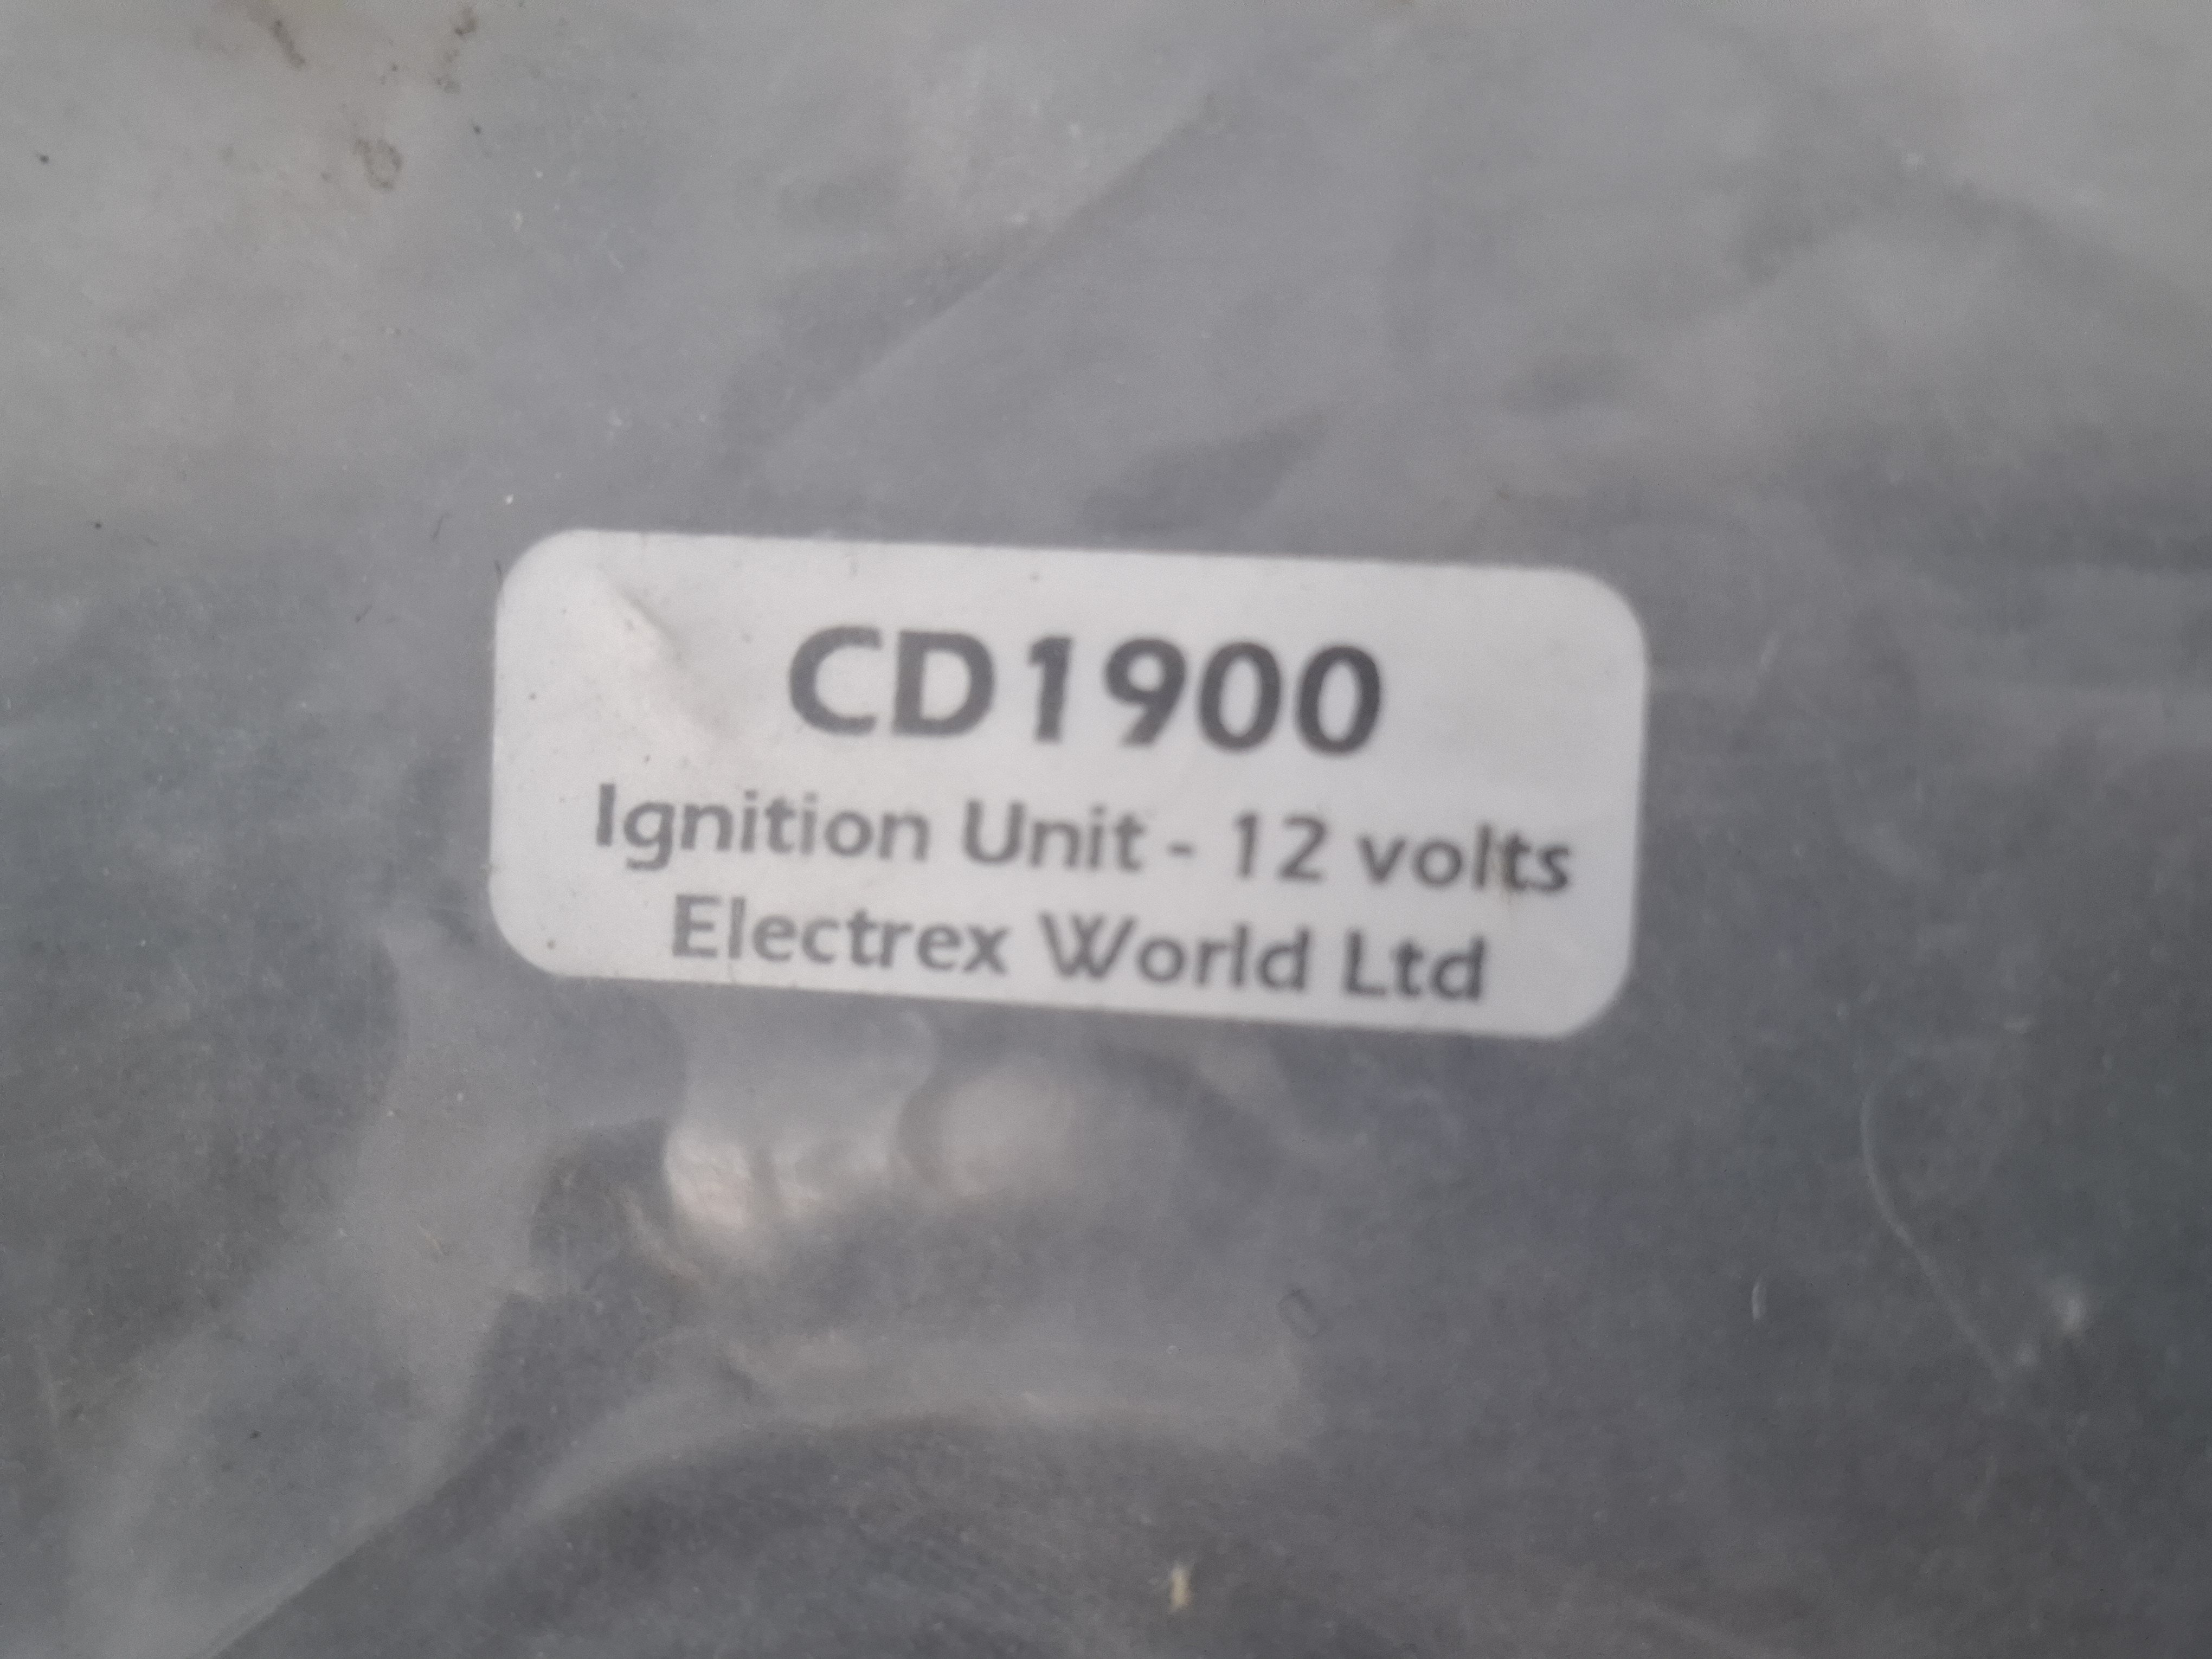 CD1900
Ignition Unit - 12 volts
Electrex World Ltd